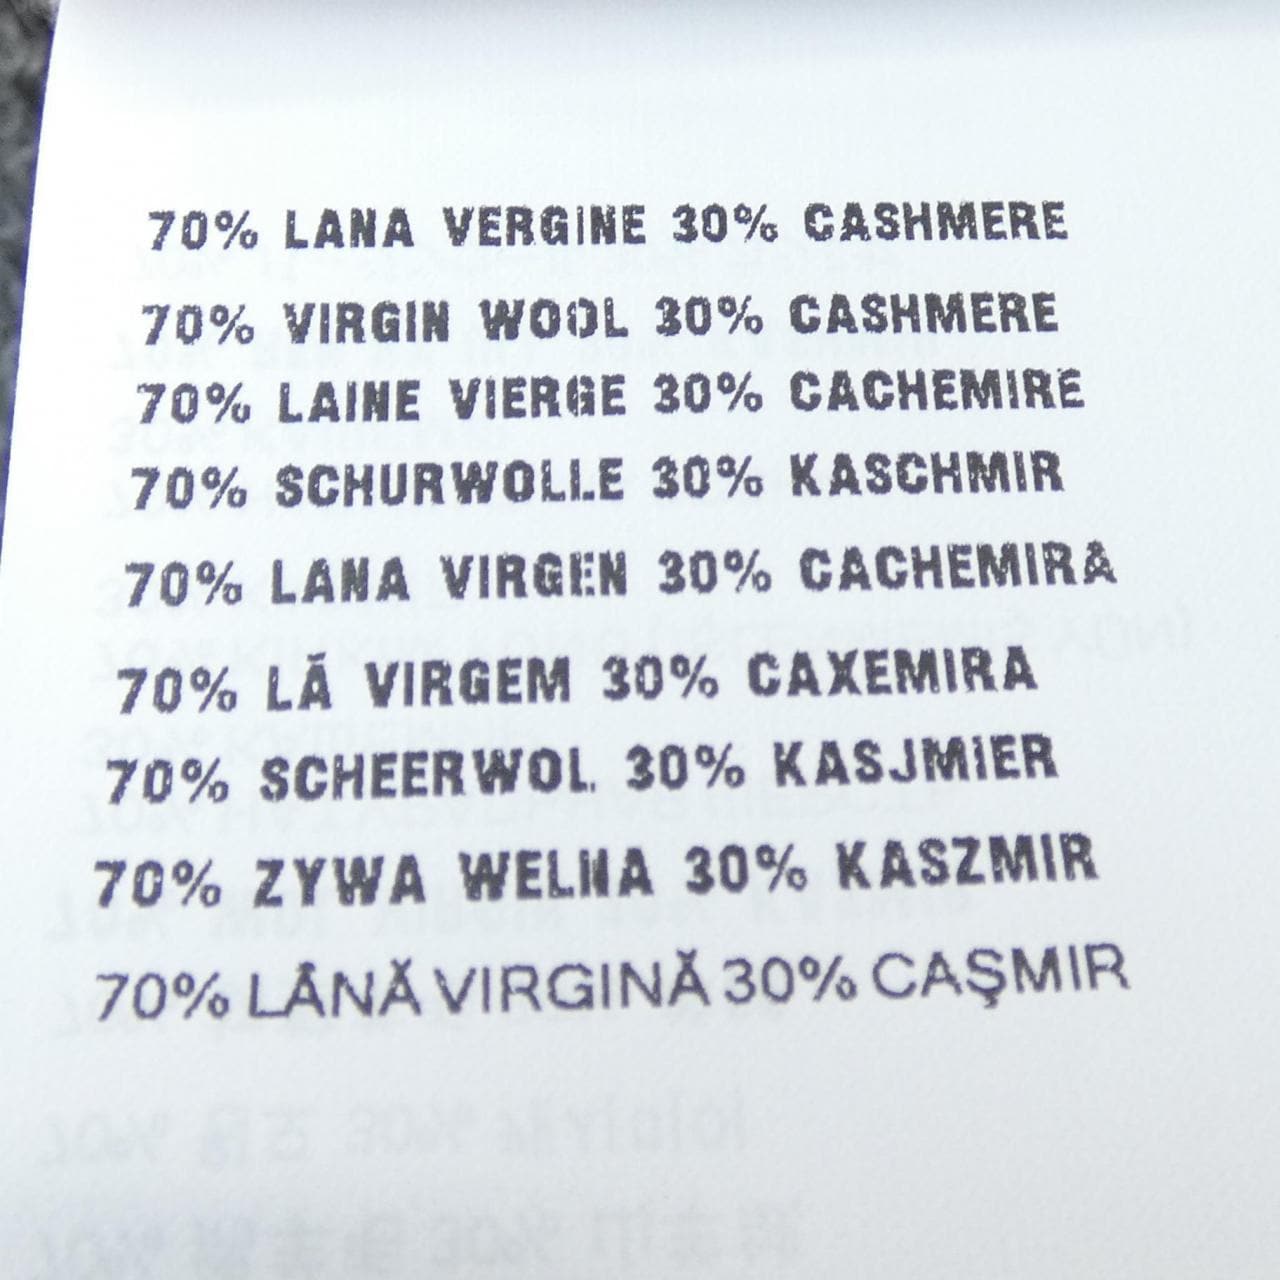 70% LANA VERGINE 30% CASHMERE
70% VIRGIN WOOL 30% CASHMERE
70% LAINE VIERGE 30% CACHEMIRE
70% SCHURWOLLE 30% KASCHMIR
70% LANA VIRGEN 30% CACHEMIRA
70% LÃ VIRGEM 30% CAXEMIRA
70% SCHEERWOL 30% KASJMIER
70% ZYWA WELNA 30% KASZMIR
70% LÂNĂ VIRGINĂ 30% CAŞMIR